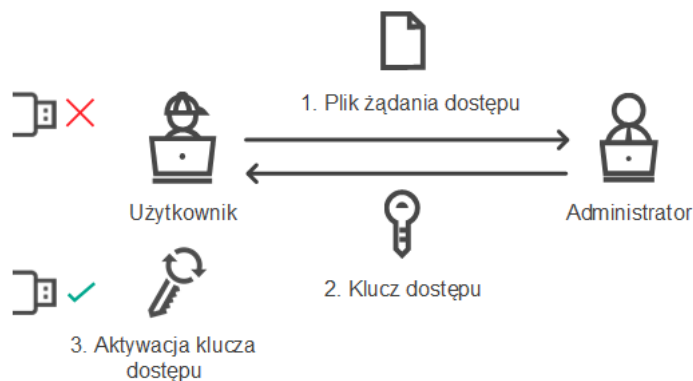 1. Plik żądania dostępu
Użytkownik
Administrator
2. Klucz dostępu
3. Aktywacja klucza
dostępu